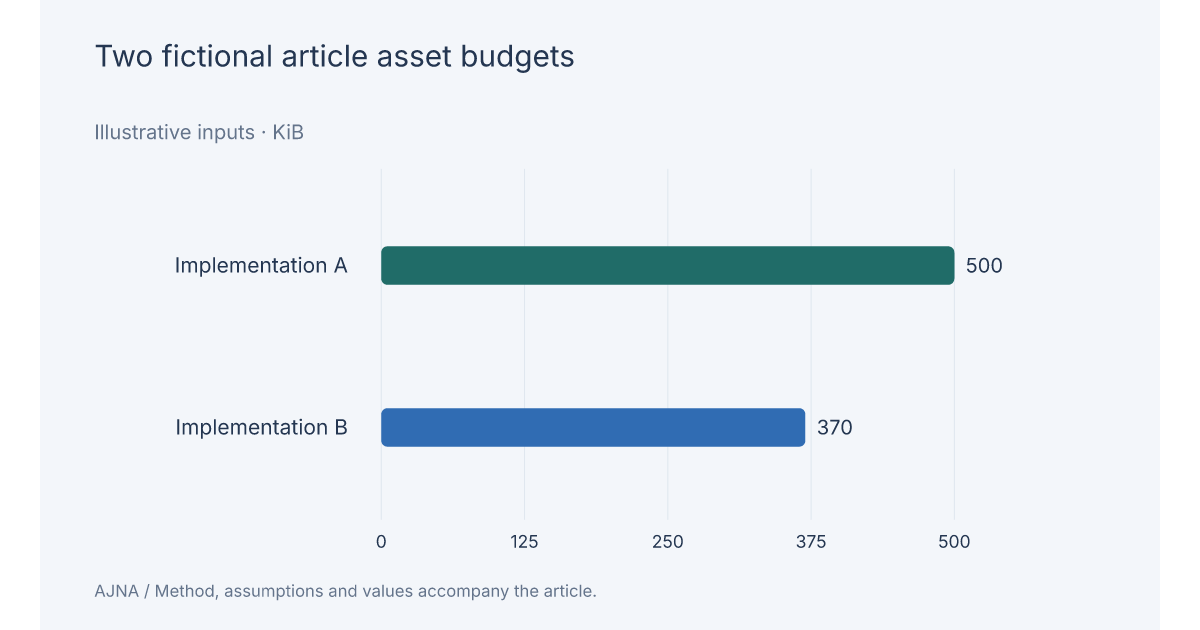 Two fictional article asset budgets
Illustrative inputs · KiB
Implementation A
500
Implementation B
370
0
125
250
375
500
AJNA / Method, assumptions and values accompany the article.